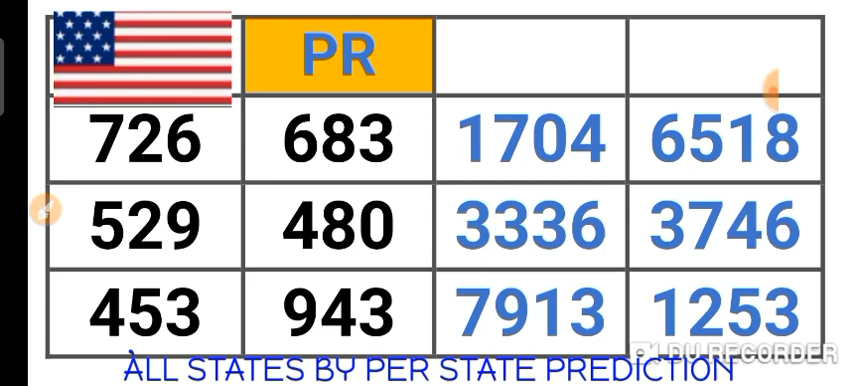 PR
726 683 1704 6518
529 480 3336 3746
453 943 7913 1253
DU RECORDER
ALL STATES BY PER STATE PREDICTION